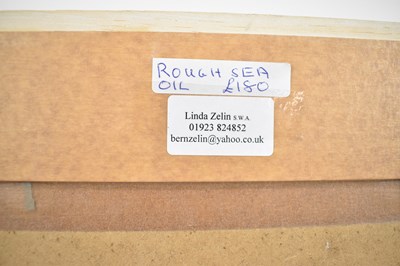 ROUGH SEA
OIL £180
Linda Zelin S.W.A
01923 824852
bernzelin@yahoo.co.uk